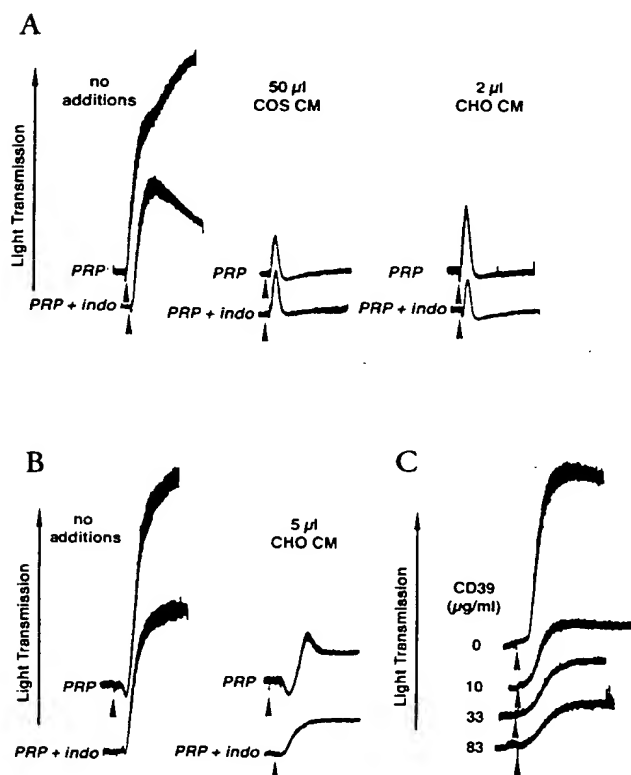 A
no
additions
50 µl
COS CM
2 µl
CHO CM
Light Transmission
PRP
PRP
PRP
PRP + indo
PRP + indo
PRP + indo
B
C
no
additions
5 µl
CHO CM
Light Transmission
PRP
PRP
PRP + indo
PRP + indo
Light Transmission
CD39
(µg/ml)
0
10
33
83